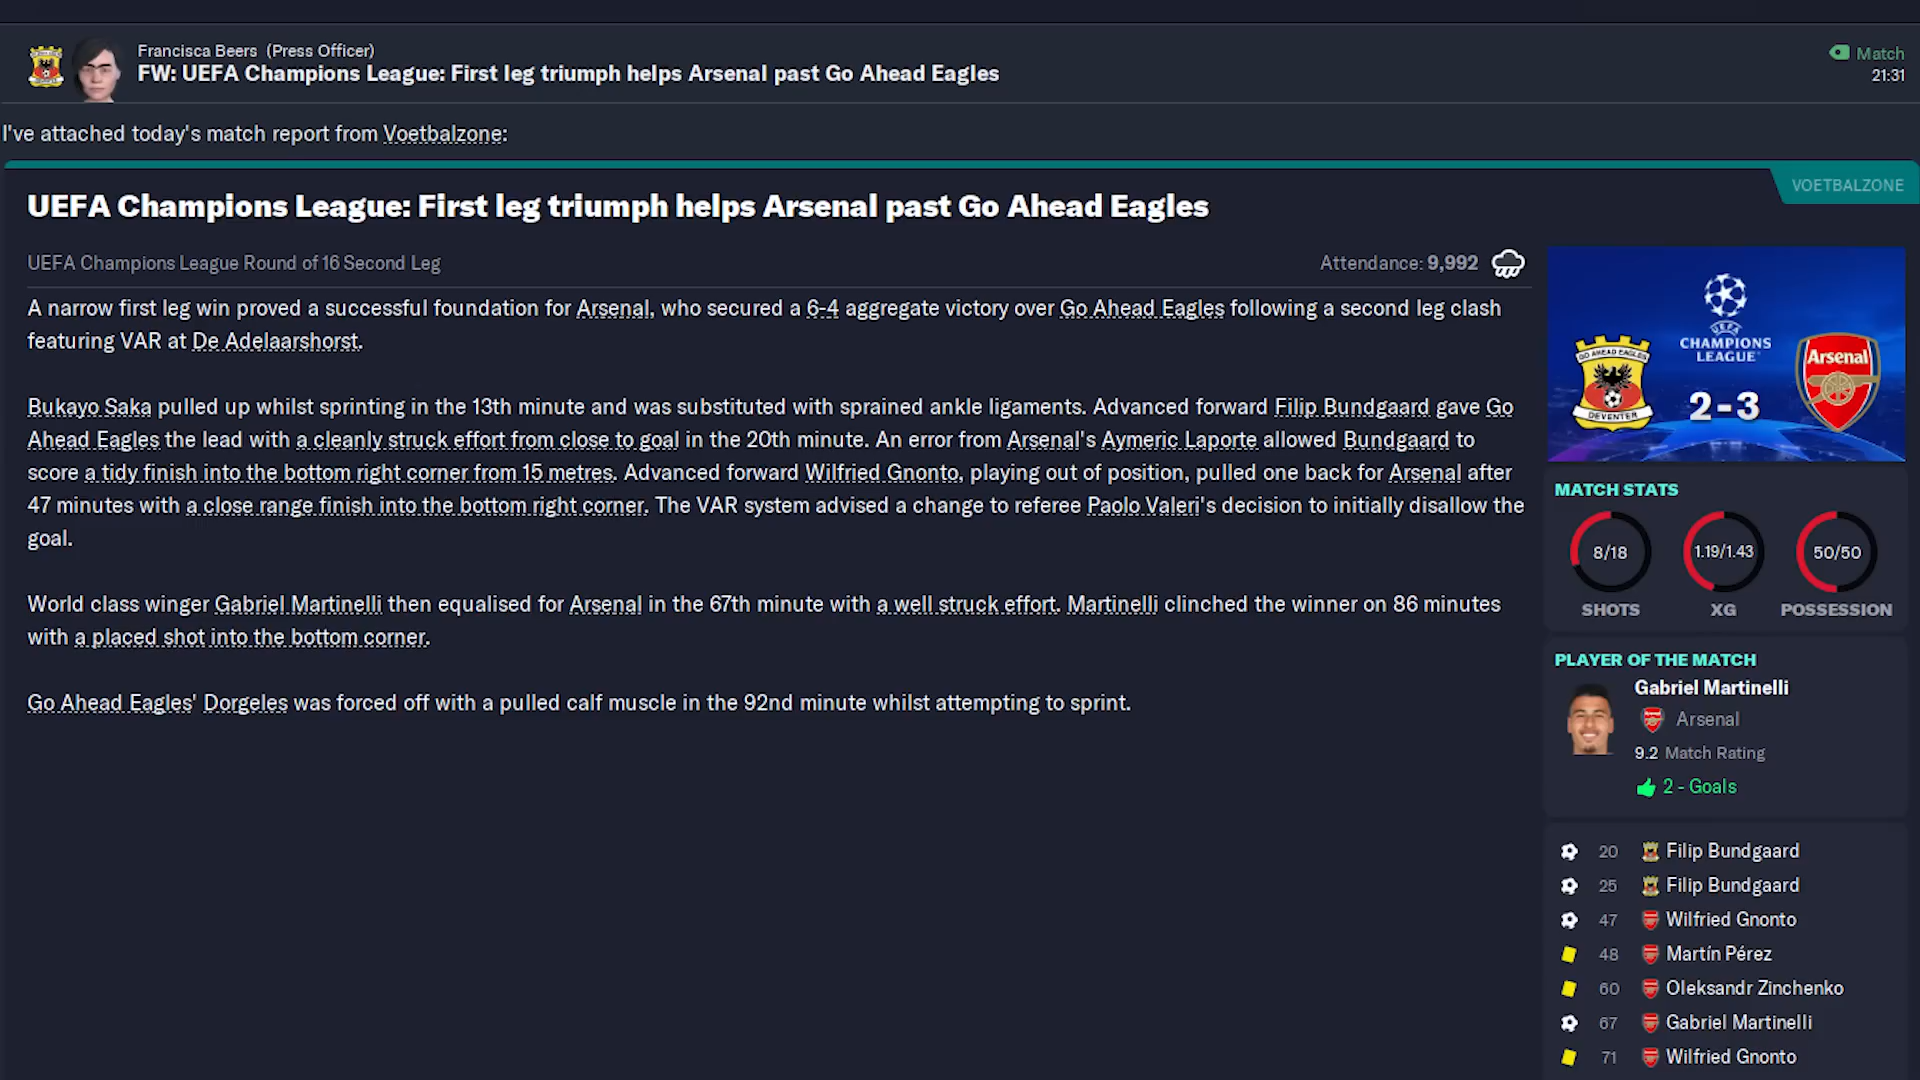 Francisca Beers (Press Officer)
FW: UEFA Champions League: First leg triumph helps Arsenal past Go Ahead Eagles
Match
21:31
I've attached today's match report from Voetbalzone:
VOETBALZONE
UEFA Champions League: First leg triumph helps Arsenal past Go Ahead Eagles
UEFA Champions League Round of 16 Second Leg
Attendance: 9,992
A narrow first leg win proved a successful foundation for Arsenal, who secured a 6-4 aggregate victory over Go Ahead Eagles following a second leg clash
featuring VAR at De Adelaarshorst.
Bukayo Saka pulled up whilst sprinting in the 13th minute and was substituted with sprained ankle ligaments. Advanced forward Filip Bundgaard gave Go
Ahead Eagles the lead with a cleanly struck effort from close to goal in the 20th minute. An error from Arsenal's Aymeric Laporte allowed Bundgaard to
score a tidy finish into the bottom right corner from 15 metres. Advanced forward Wilfried Gnonto, playing out of position, pulled one back for Arsenal after
47 minutes with a close range finish into the bottom right corner. The VAR system advised a change to referee Paolo Valeri's decision to initially disallow the
goal.
World class winger Gabriel Martinelli then equalised for Arsenal in the 67th minute with a well struck effort. Martinelli clinched the winner on 86 minutes
with a placed shot into the bottom corner.
Go Ahead Eagles' Dorgeles was forced off with a pulled calf muscle in the 92nd minute whilst attempting to sprint.
UEFA
CHAMPIONS
LEAGUE
GO AHEAD EAGLES
DEVENTER
2-3
Arsenal
MATCH STATS
8/18
1.19/1.43
50/50
SHOTS
XG
POSSESSION
PLAYER OF THE MATCH
Gabriel Martinelli
Arsenal
9.2 Match Rating
2 - Goals
20 Filip Bundgaard
25 Filip Bundgaard
47 Wilfried Gnonto
48 Martín Pérez
60 Oleksandr Zinchenko
67 Gabriel Martinelli
71 Wilfried Gnonto